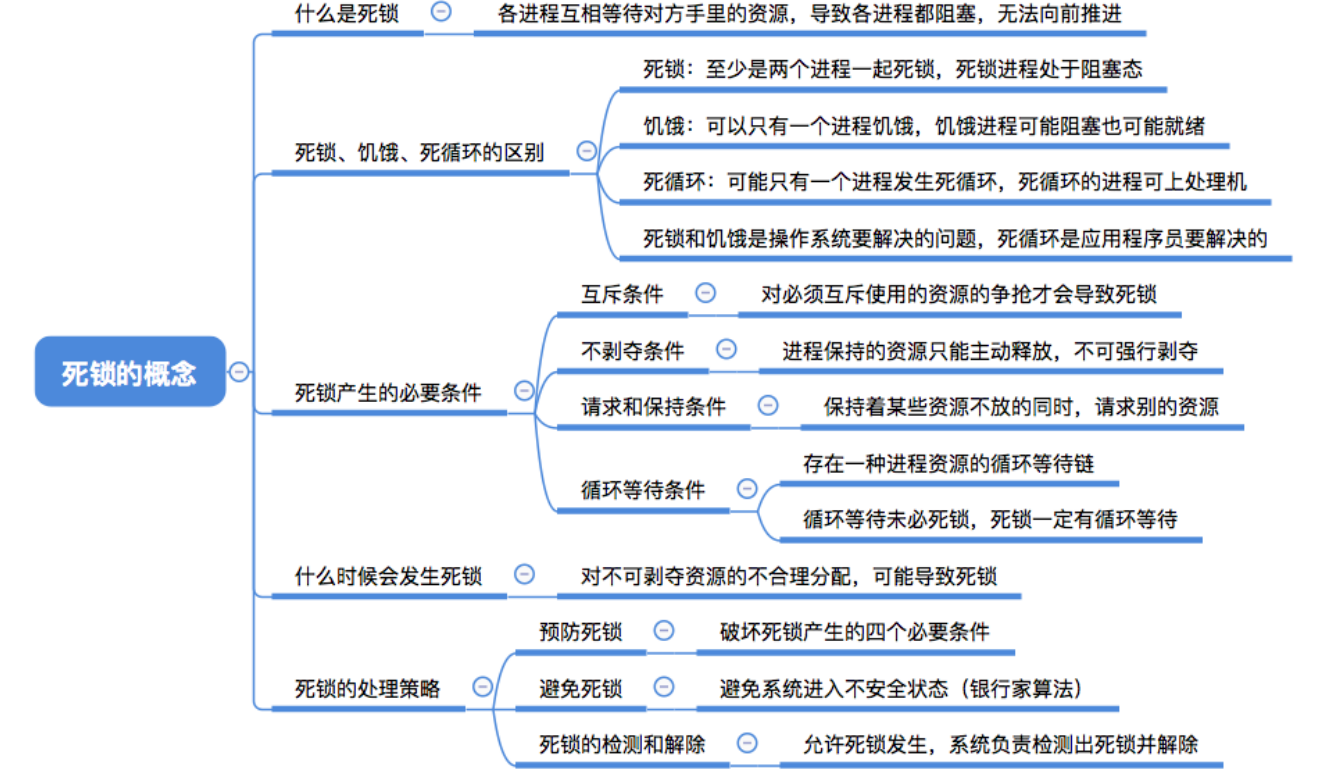 什么是死锁
各进程互相等待对方手里的资源，导致各进程都阻塞，无法向前推进
死锁：至少是两个进程一起死锁，死锁进程处于阻塞态
饥饿：可以只有一个进程饥饿，饥饿进程可能阻塞也可能就绪
死锁、饥饿、死循环的区别
死循环：可能只有一个进程发生死循环，死循环的进程可上处理机
死锁和饥饿是操作系统要解决的问题，死循环是应用程序员要解决的
死锁的概念
死锁产生的必要条件
互斥条件
对必须互斥使用的资源的争抢才会导致死锁
不剥夺条件
进程保持的资源只能主动释放，不可强行剥夺
请求和保持条件
保持着某些资源不放的同时，请求别的资源
循环等待条件
存在一种进程资源的循环等待链
循环等待未必死锁，死锁一定有循环等待
什么时候会发生死锁
对不可剥夺资源的不合理分配，可能导致死锁
死锁的处理策略
预防死锁
破坏死锁产生的四个必要条件
避免死锁
避免系统进入不安全状态（银行家算法）
死锁的检测和解除
允许死锁发生，系统负责检测出死锁并解除